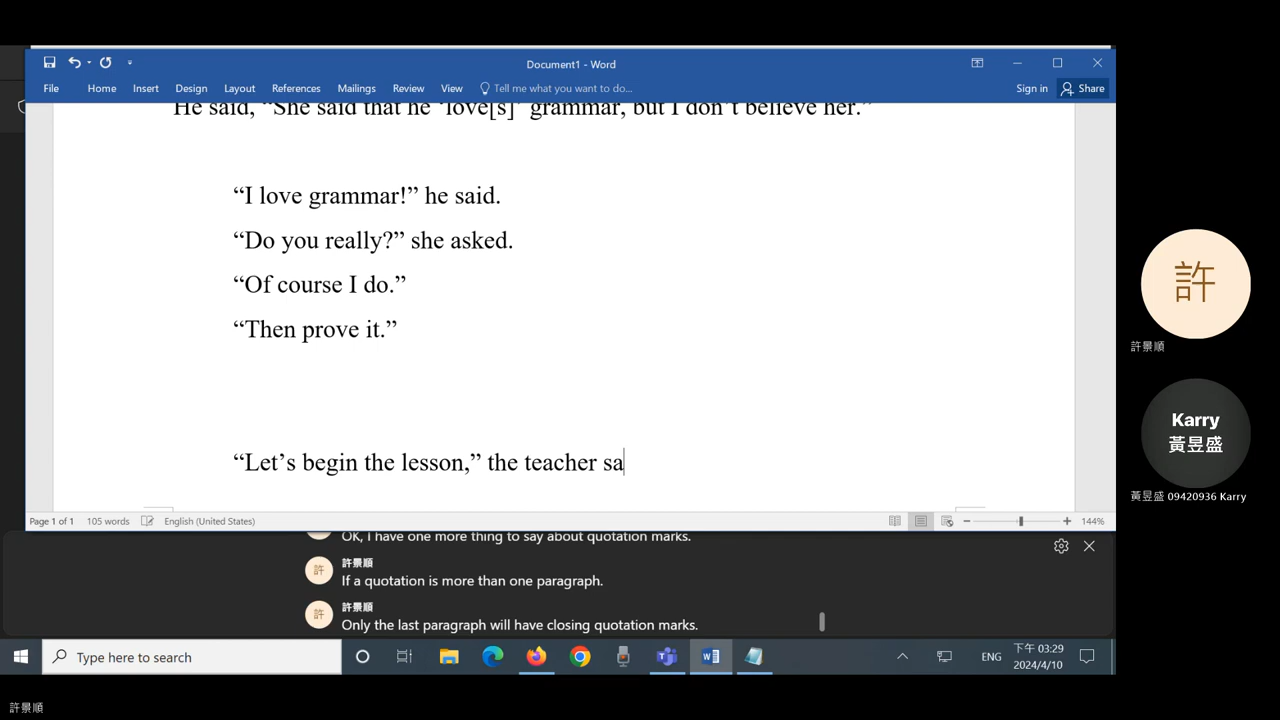 Document1 - Word
File Home Insert Design Layout References Mailings Review View Tell me what you want to do... Sign in Share
He said, “She said that he ‘love[s]’ grammar, but I don’t believe her.”
“I love grammar!” he said.
“Do you really?” she asked.
“Of course I do.”
“Then prove it.”
“Let’s begin the lesson,” the teacher sa
Page 1 of 1 105 words English (United States) 144%
OK, I have one more thing to say about quotation marks.
許 許景順
If a quotation is more than one paragraph.
許 許景順
Only the last paragraph will have closing quotation marks.
Type here to search
ENG
下午 03:29
2024/4/10
許
許景順
Karry
黃昱盛
黃昱盛 09420936 Karry
許景順